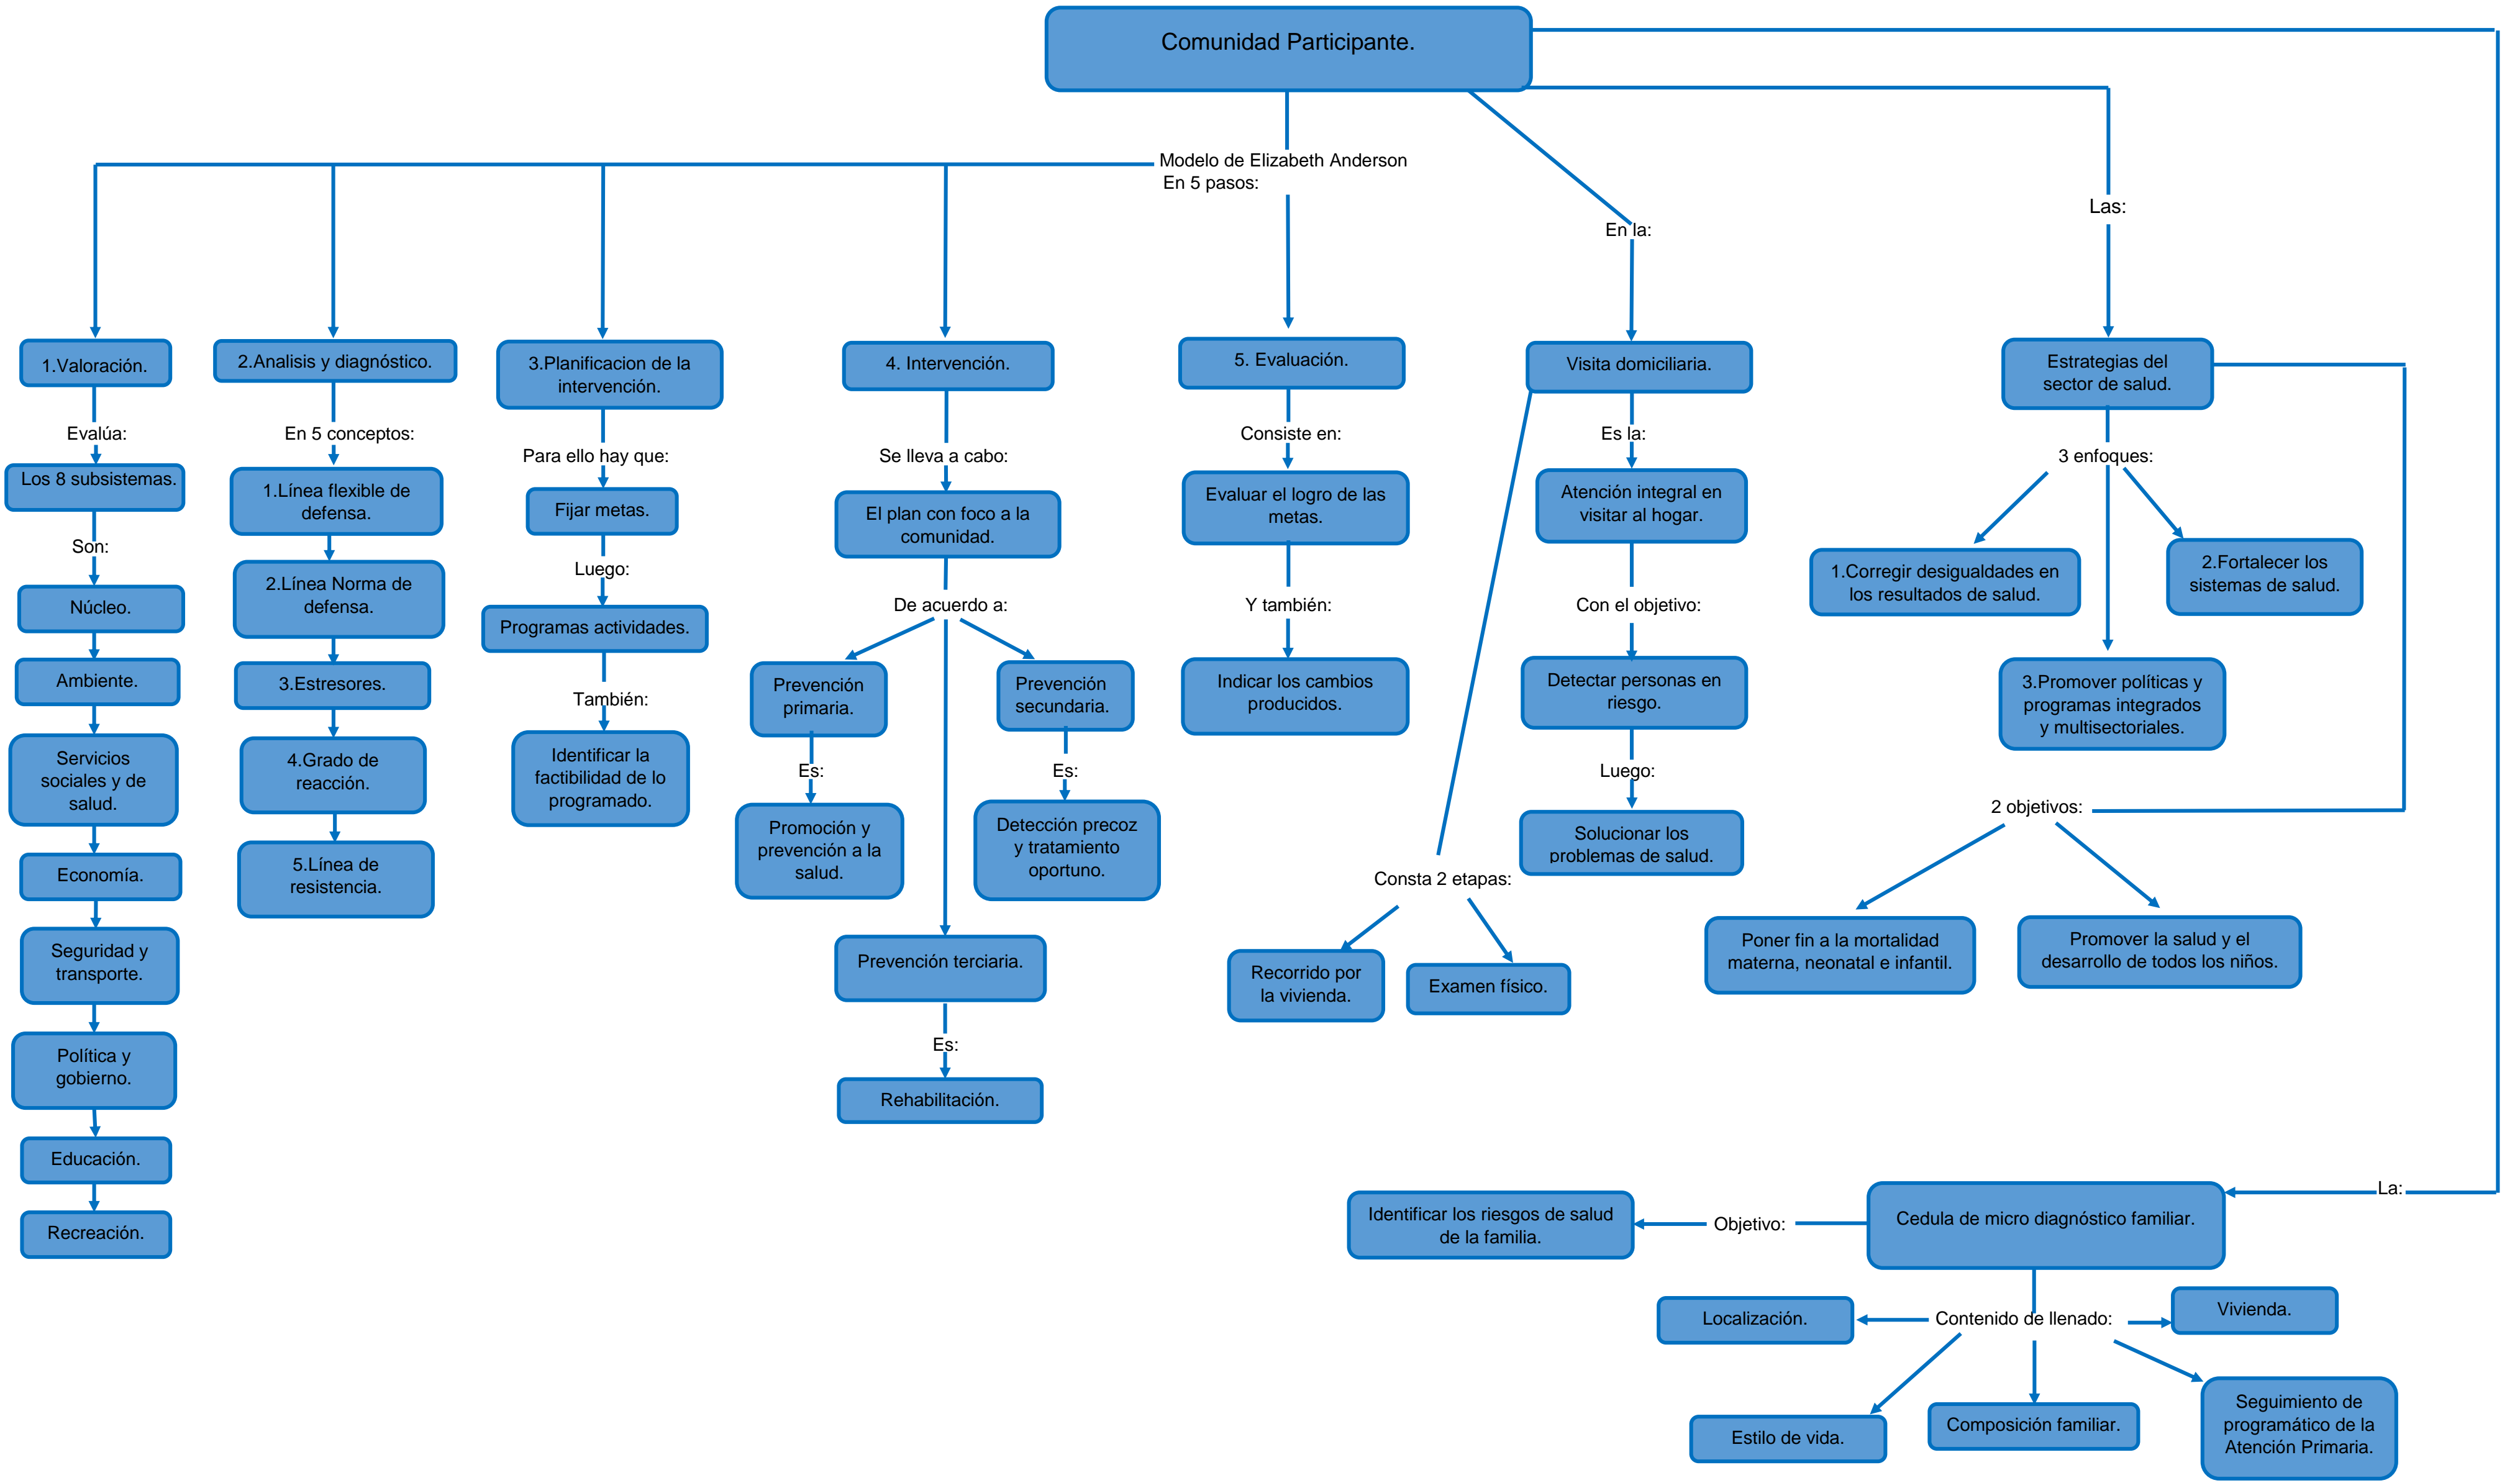 Comunidad Participante.
Modelo de Elizabeth Anderson
En 5 pasos:
1.Valoración.
Evalúa:
Los 8 subsistemas.
Son:
Núcleo.
Ambiente.
Servicios
sociales y de
salud.
Economía.
Seguridad y
transporte.
Política y
gobierno.
Educación.
Recreación.
2.Analisis y diagnóstico.
En 5 conceptos:
1.Línea flexible de
defensa.
2.Línea Norma de
defensa.
3.Estresores.
4.Grado de
reacción.
5.Línea de
resistencia.
3.Planificacion de la
intervención.
Para ello hay que:
Fijar metas.
Luego:
Programas actividades.
También:
Identificar la
factibilidad de lo
programado.
4. Intervención.
Se lleva a cabo:
El plan con foco a la
comunidad.
De acuerdo a:
Prevención
primaria.
Es:
Promoción y
prevención a la
salud.
Prevención
secundaria.
Es:
Detección precoz
y tratamiento
oportuno.
Prevención terciaria.
Es:
Rehabilitación.
5. Evaluación.
Consiste en:
Evaluar el logro de las
metas.
Y también:
Indicar los cambios
producidos.
En la:
Visita domiciliaria.
Es la:
Atención integral en
visitar al hogar.
Con el objetivo:
Detectar personas en
riesgo.
Luego:
Solucionar los
problemas de salud.
Consta 2 etapas:
Recorrido por
la vivienda.
Examen físico.
Las:
Estrategias del
sector de salud.
3 enfoques:
1.Corregir desigualdades en
los resultados de salud.
2.Fortalecer los
sistemas de salud.
3.Promover políticas y
programas integrados
y multisectoriales.
2 objetivos:
Poner fin a la mortalidad
materna, neonatal e infantil.
Promover la salud y el
desarrollo de todos los niños.
La:
Cedula de micro diagnóstico familiar.
Objetivo:
Identificar los riesgos de salud
de la familia.
Contenido de llenado:
Localización.
Vivienda.
Estilo de vida.
Composición familiar.
Seguimiento de
programático de la
Atención Primaria.